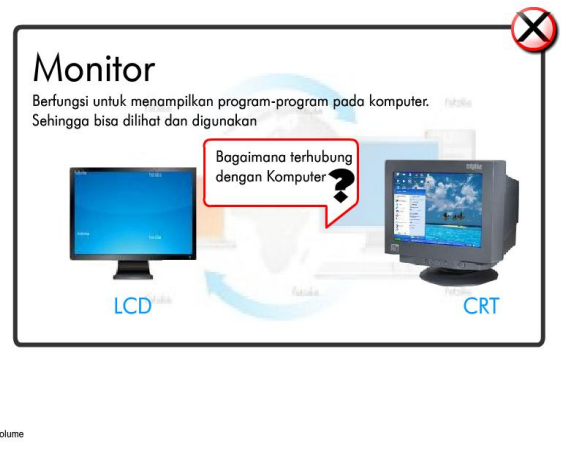 Monitor
Berfungsi untuk menampilkan program-program pada komputer.
Sehingga bisa dilihat dan digunakan
Bagaimana terhubung
dengan Komputer ?
LCD
CRT
olume